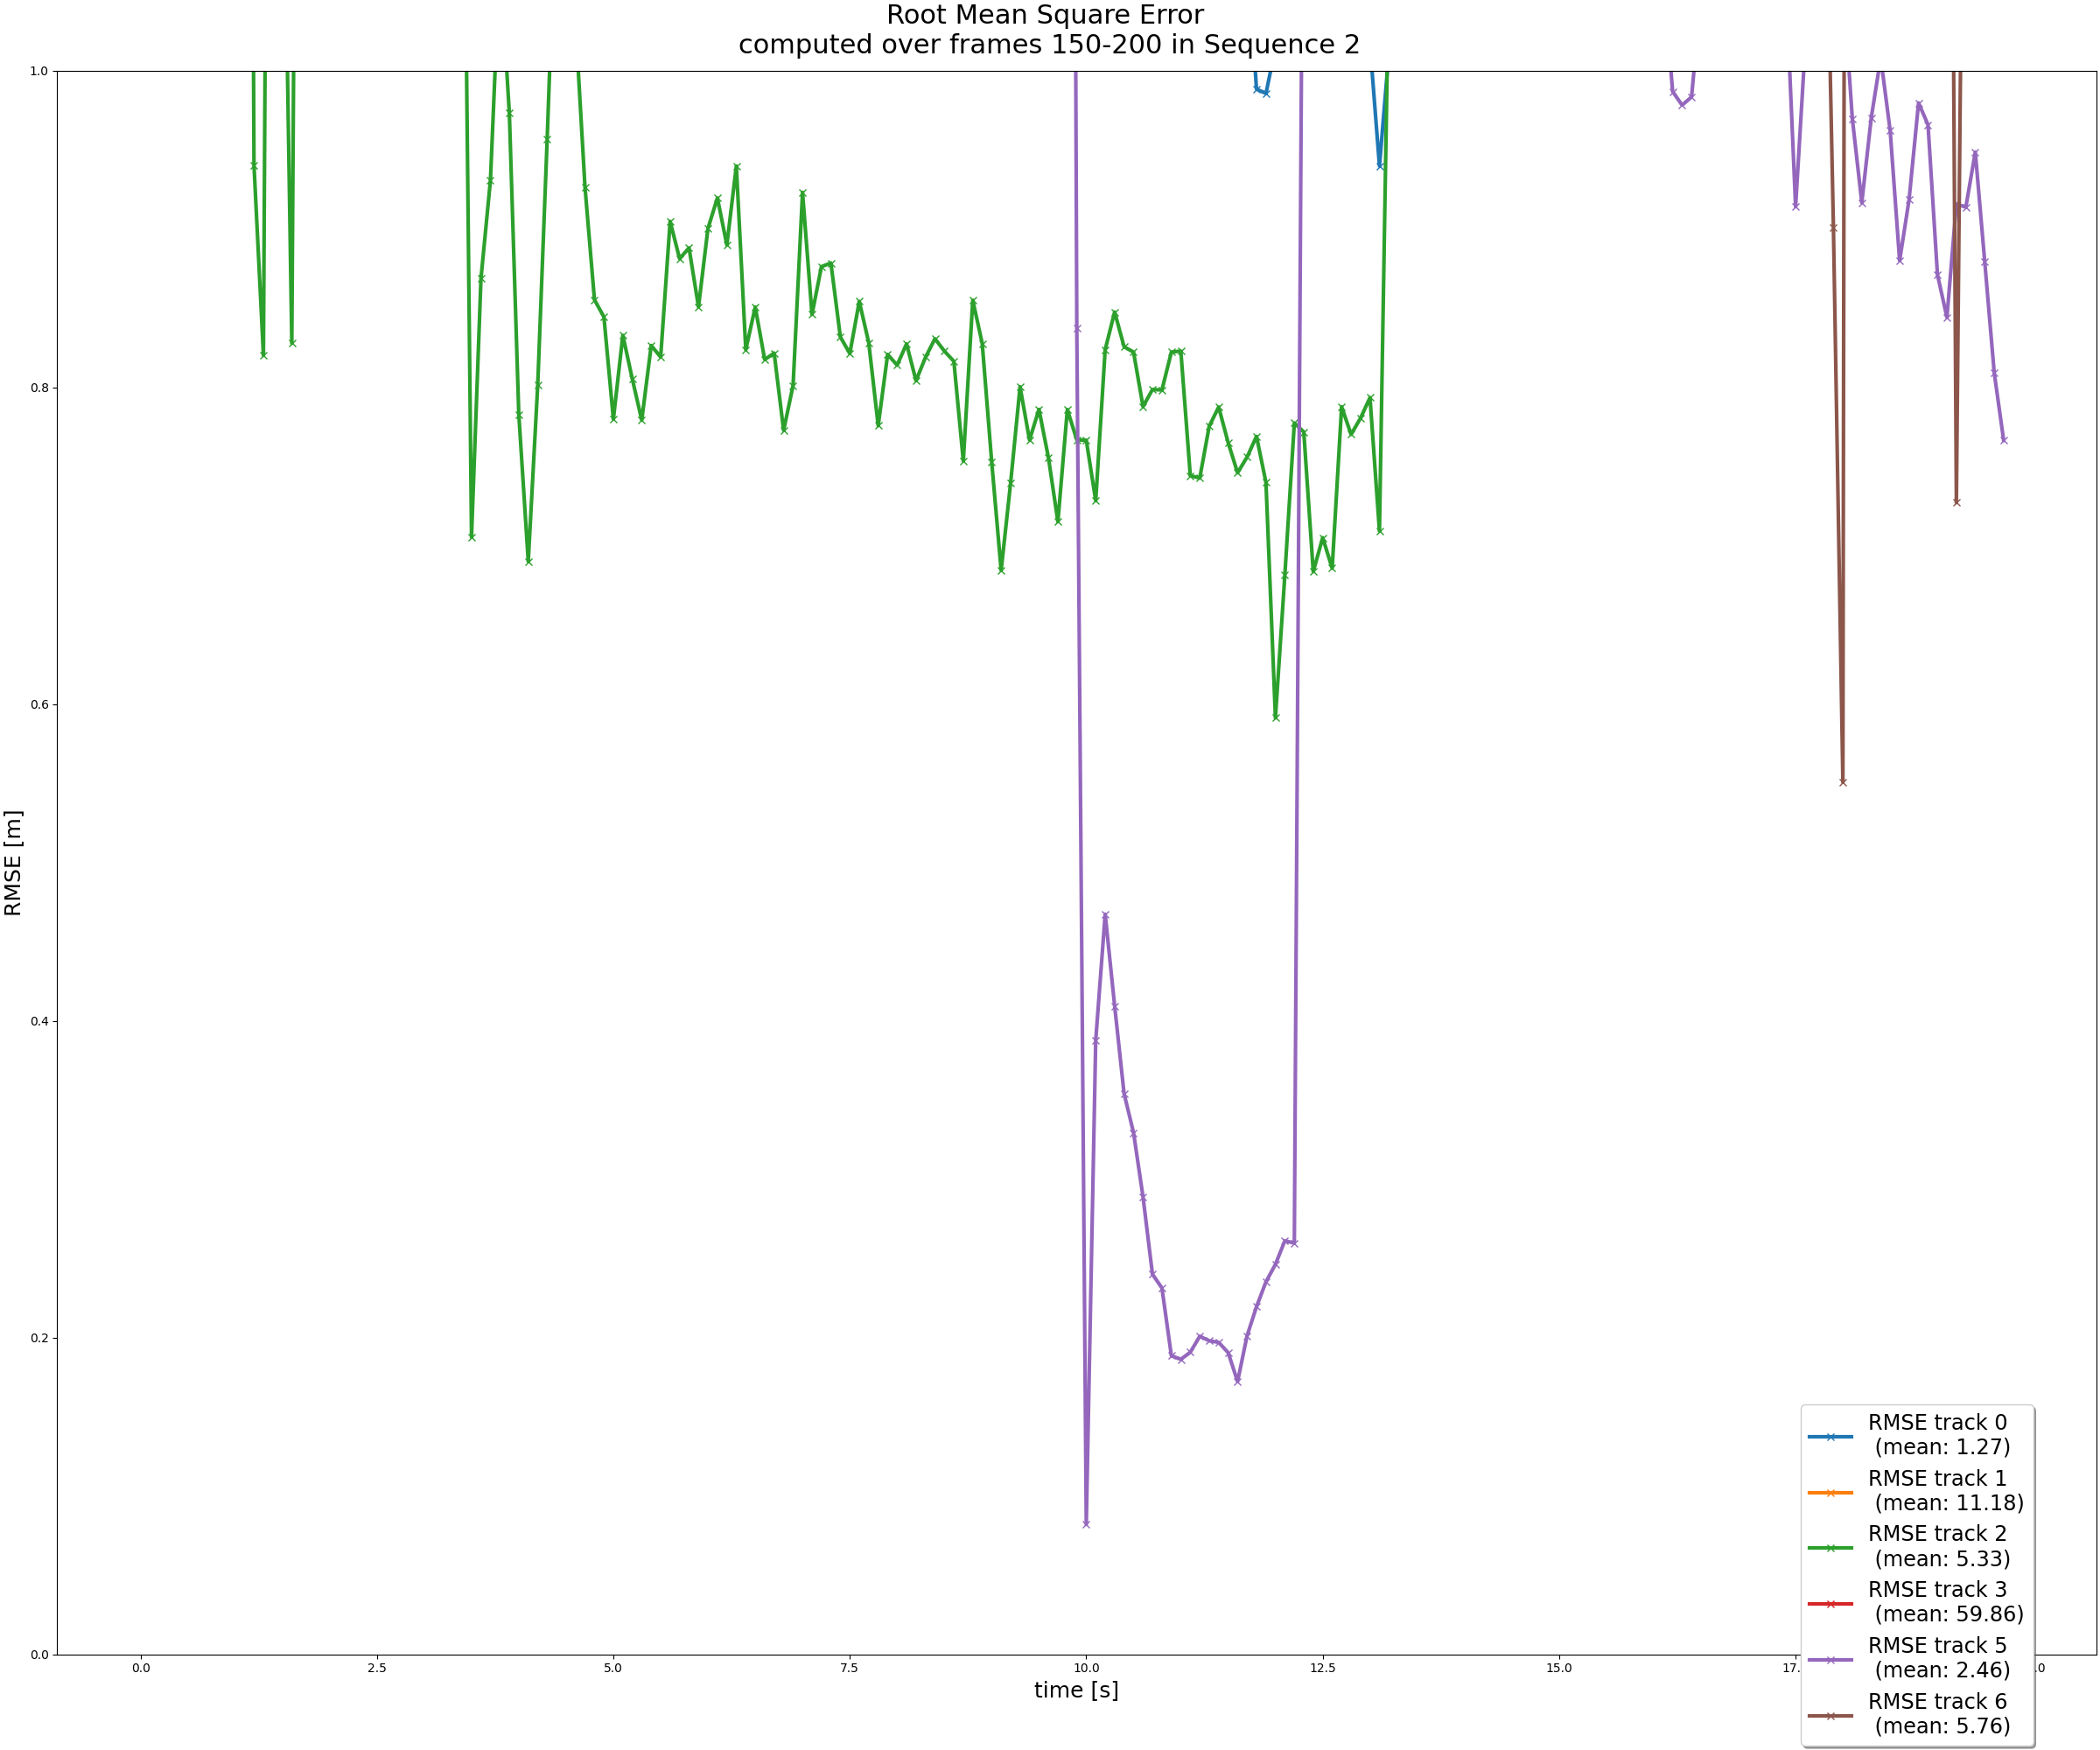 Root Mean Square Error
computed over frames 150-200 in Sequence 2
1.0
0.8
0.6
0.4
0.2
0.0
RMSE [m]
0.0 2.5 5.0 7.5 10.0 12.5 15.0 17. .0
time [s]
RMSE track 0
(mean: 1.27)
RMSE track 1
(mean: 11.18)
RMSE track 2
(mean: 5.33)
RMSE track 3
(mean: 59.86)
RMSE track 5
(mean: 2.46)
RMSE track 6
(mean: 5.76)